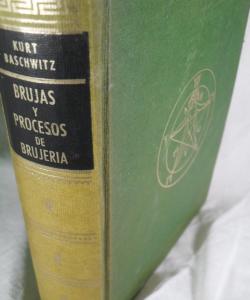 KURT
BASCHWITZ
BRUJAS
Y
PROCESOS
DE
BRUJERIA